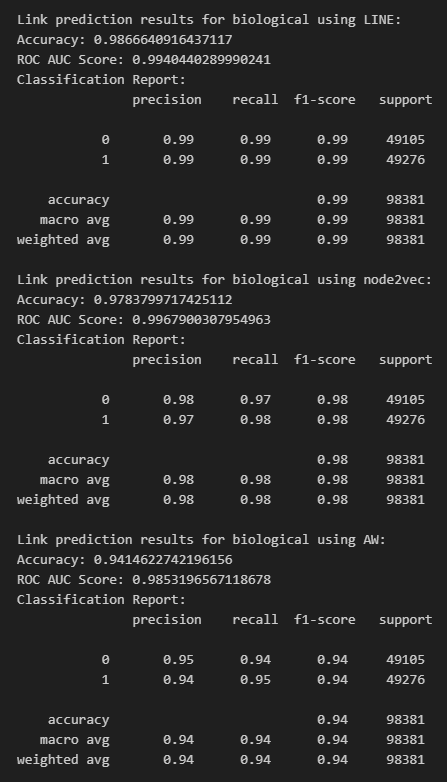 Link prediction results for biological using LINE:
Accuracy: 0.9866640916437117
ROC AUC Score: 0.9940440289990241
Classification Report:
precision recall f1-score support
0 0.99 0.99 0.99 49105
1 0.99 0.99 0.99 49276
accuracy 0.99 98381
macro avg 0.99 0.99 0.99 98381
weighted avg 0.99 0.99 0.99 98381
Link prediction results for biological using node2vec:
Accuracy: 0.9783799717425112
ROC AUC Score: 0.9967900307954963
Classification Report:
precision recall f1-score support
0 0.98 0.97 0.98 49105
1 0.97 0.98 0.98 49276
accuracy 0.98 98381
macro avg 0.98 0.98 0.98 98381
weighted avg 0.98 0.98 0.98 98381
Link prediction results for biological using AW:
Accuracy: 0.9414622742196156
ROC AUC Score: 0.9853196567118678
Classification Report:
precision recall f1-score support
0 0.95 0.94 0.94 49105
1 0.94 0.95 0.94 49276
accuracy 0.94 98381
macro avg 0.94 0.94 0.94 98381
weighted avg 0.94 0.94 0.94 98381